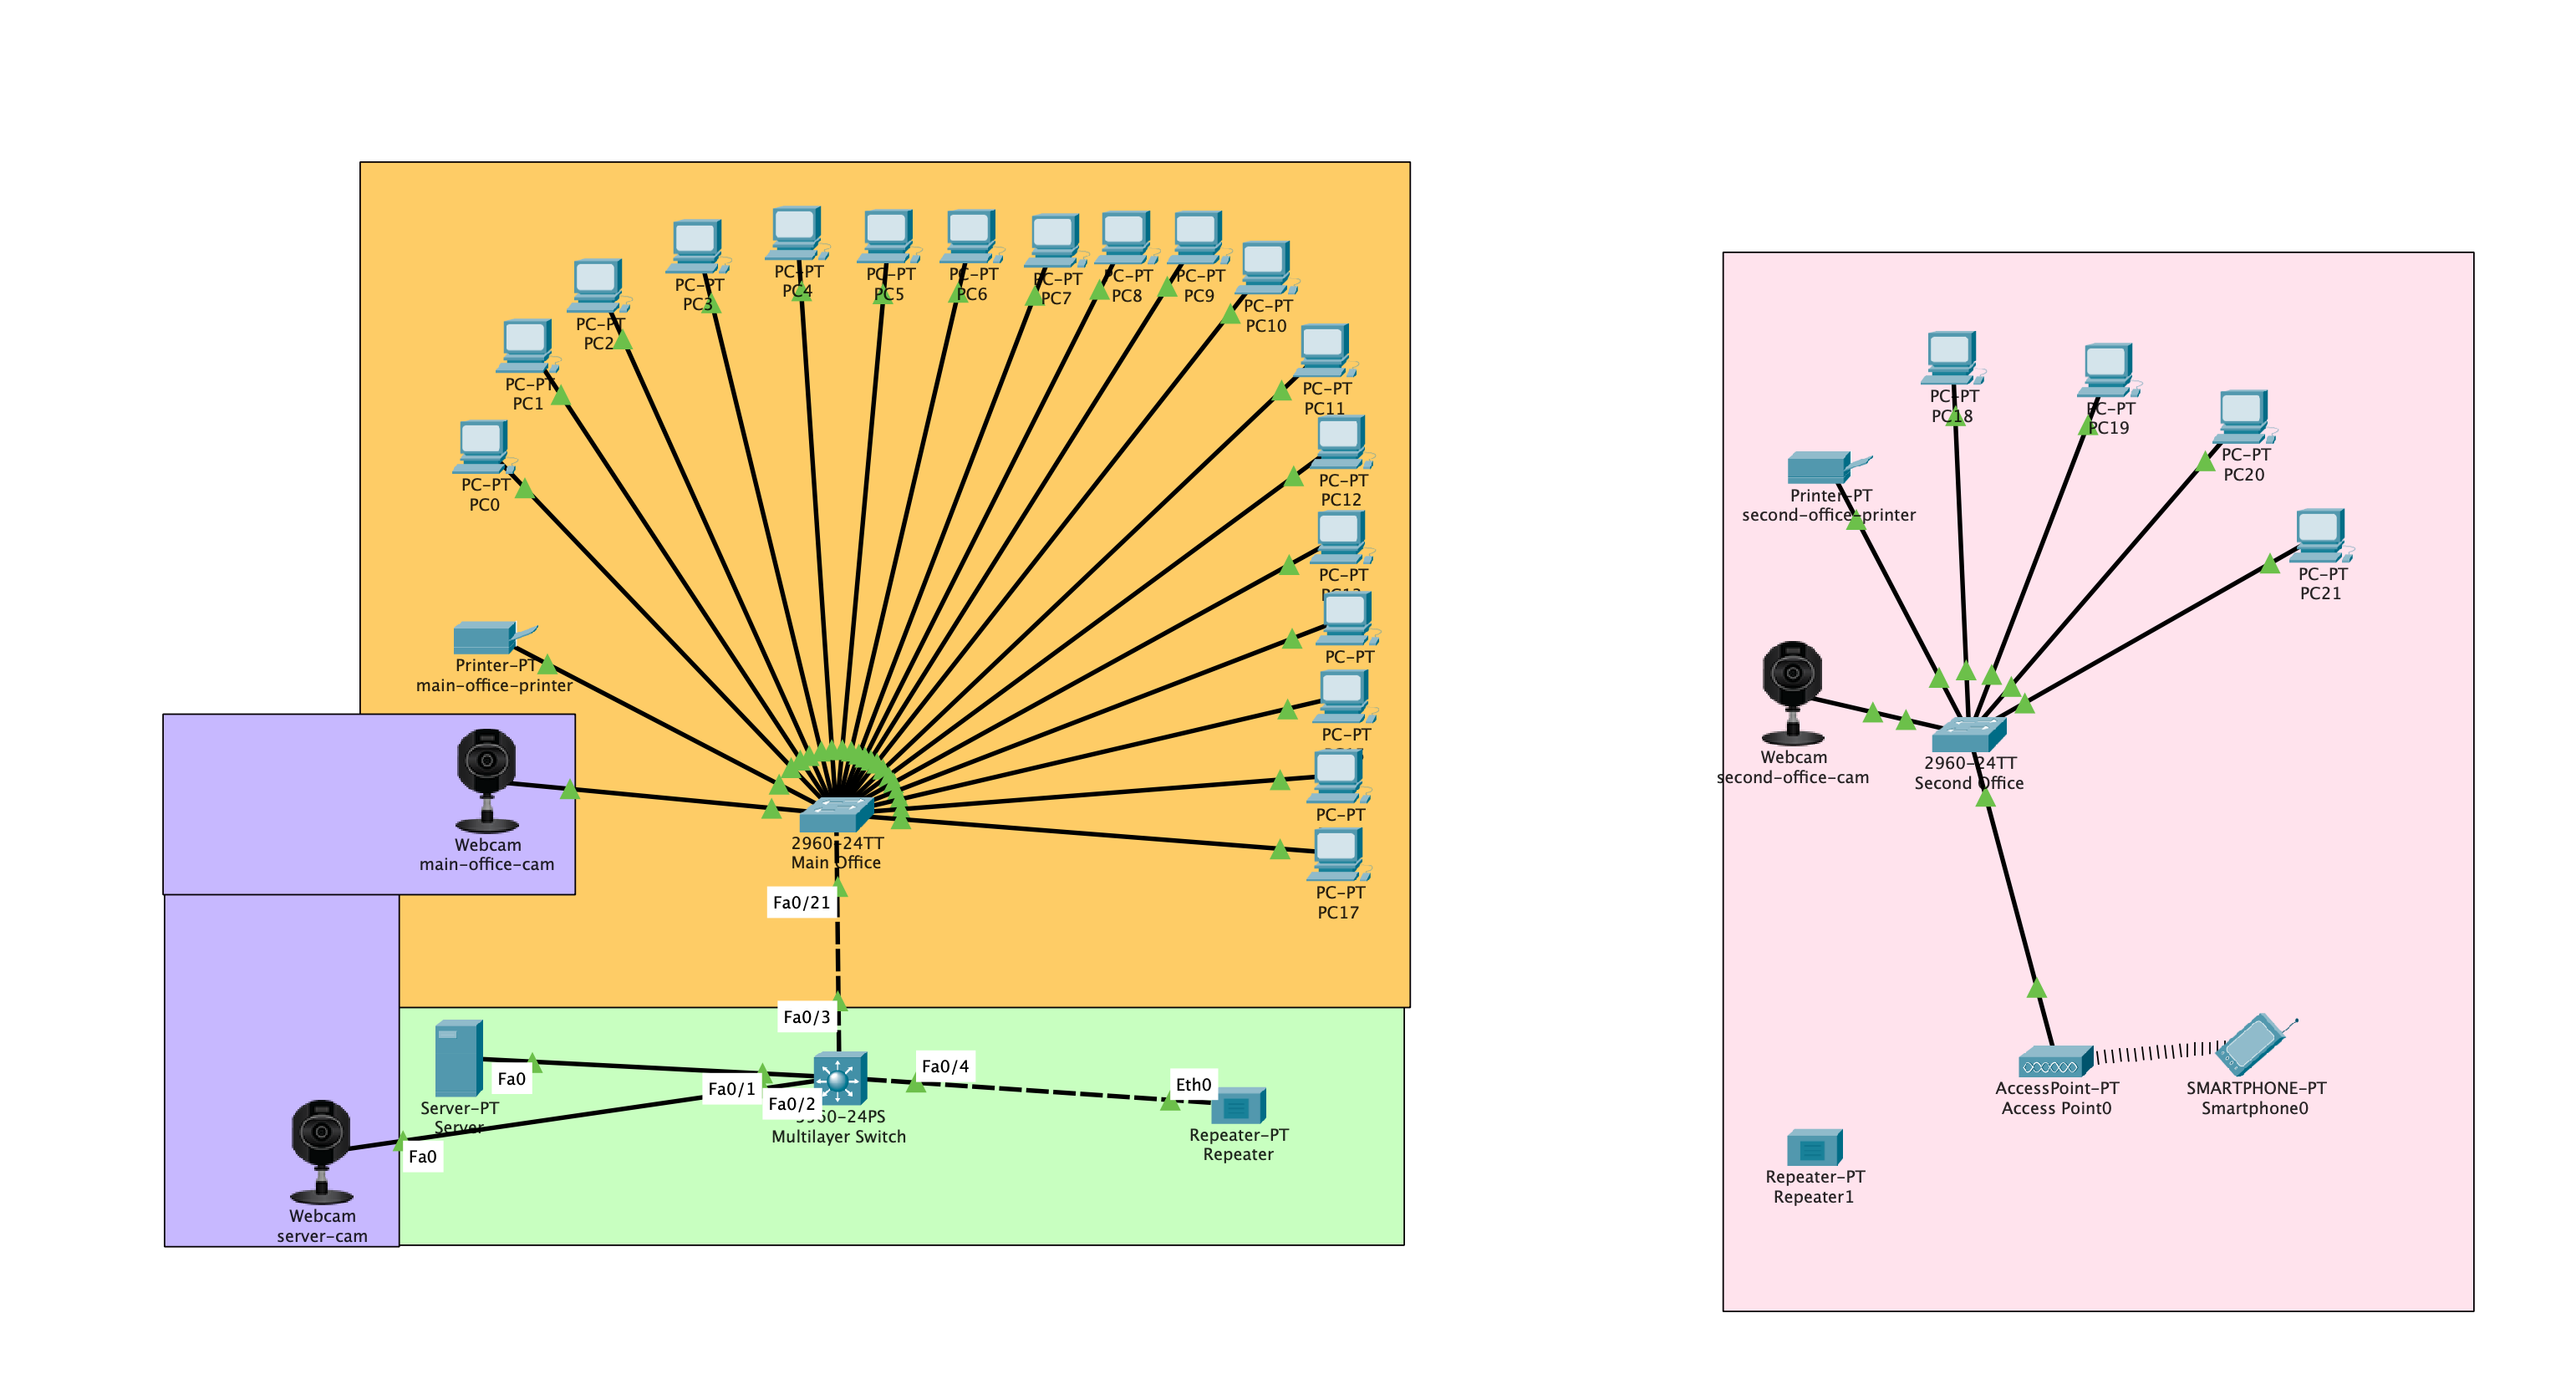 PC-PT
PC4
PC-PT
PC5
PC-PT
PC6
PC-PT
PC7
PC-PT
PC8
PC-PT
PC9
PC-PT
PC3
PC-PT
PC10
PC-PT
PC2
PC-PT
PC1
PC-PT
PC11
PC-PT
PC0
PC-PT
PC12
PC-PT
PC-PT
PC-PT
PC-PT
PC-PT
PC17
Printer-PT
main-office-printer
Webcam
main-office-cam
2960-24TT
Main Office
Fa0/21
Fa0/3
Fa0/4
Eth0
Fa0
Fa0/1
Fa0/2
Server-PT
Server
Multilayer Switch
Repeater-PT
Repeater
Fa0
Webcam
server-cam
PC-PT
PC18
PC-PT
PC19
PC-PT
PC20
Printer-PT
second-office-printer
PC-PT
PC21
Webcam
second-office-cam
2960-24TT
Second Office
AccessPoint-PT
Access Point0
SMARTPHONE-PT
Smartphone0
Repeater-PT
Repeater1